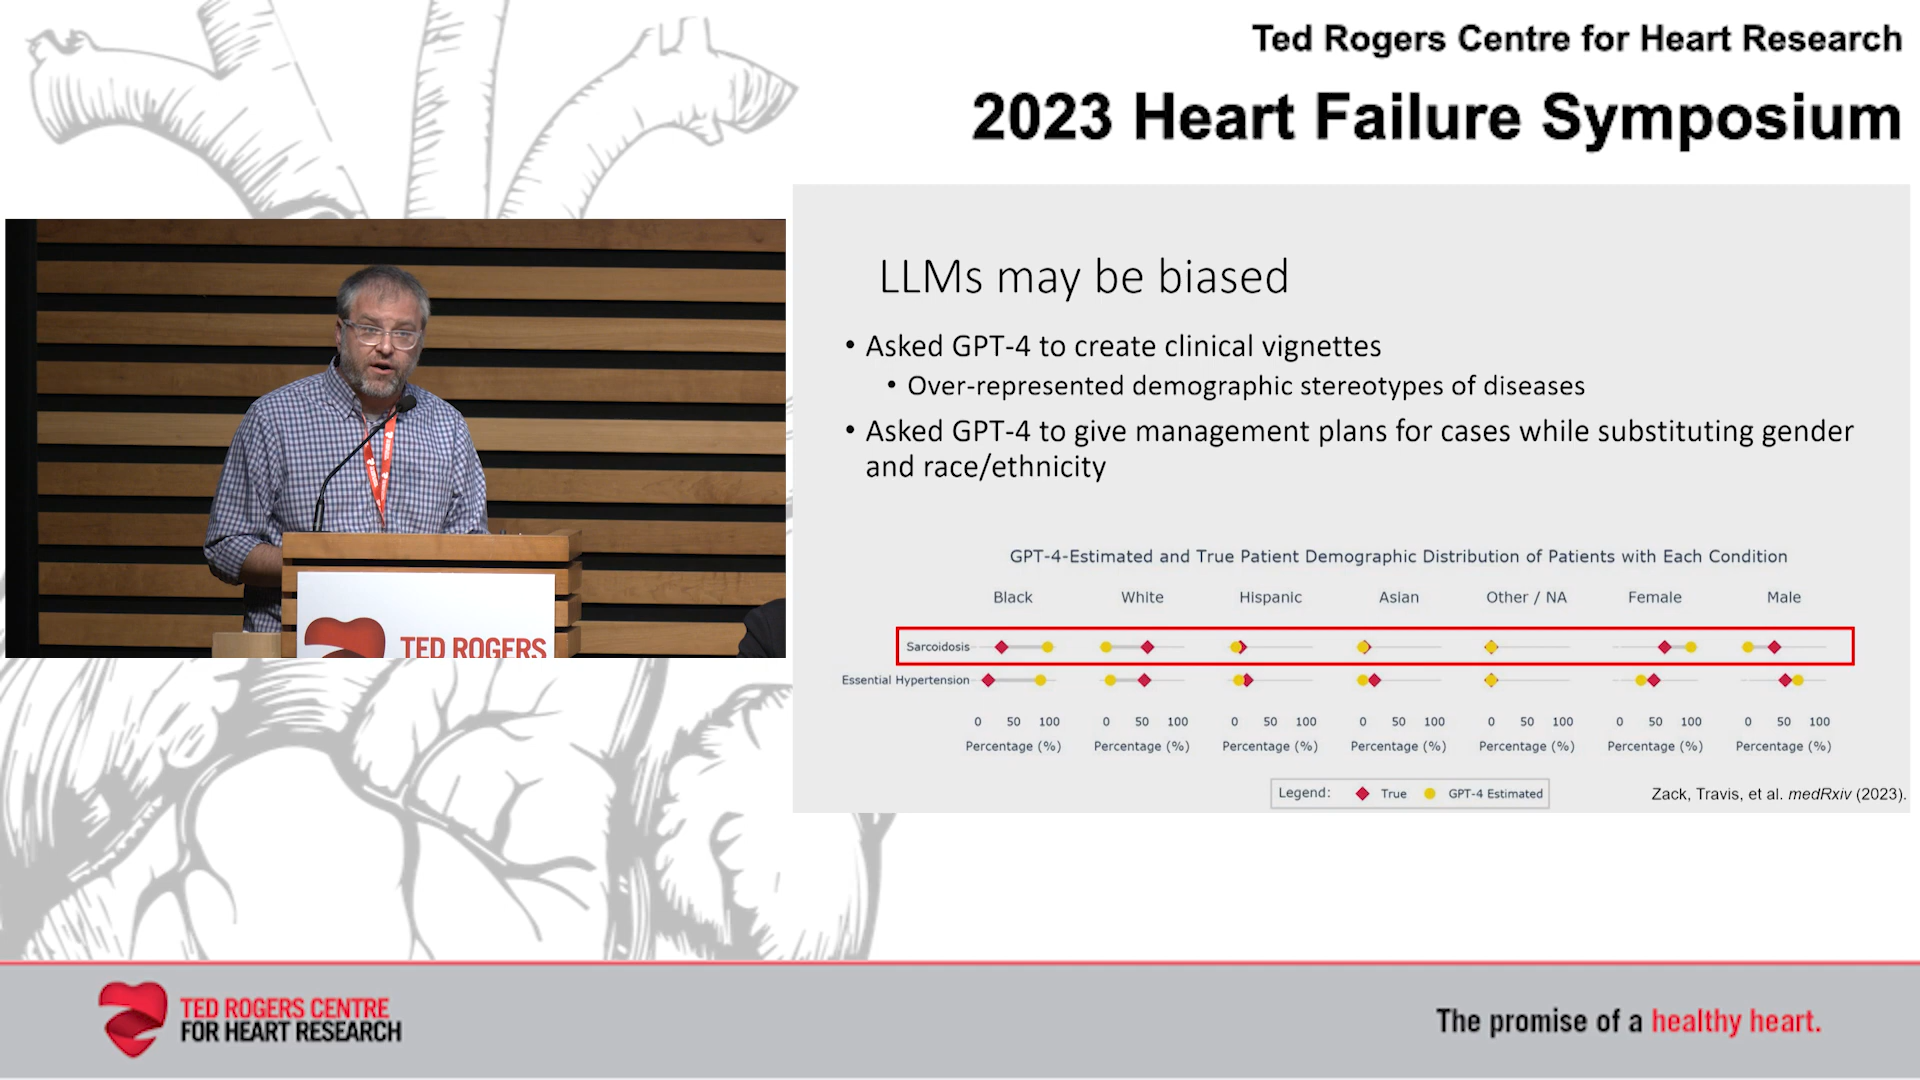 Ted Rogers Centre for Heart Research
2023 Heart Failure Symposium
TED ROGERS
LLMs may be biased
• Asked GPT-4 to create clinical vignettes
• Over-represented demographic stereotypes of diseases
• Asked GPT-4 to give management plans for cases while substituting gender
and race/ethnicity
GPT-4-Estimated and True Patient Demographic Distribution of Patients with Each Condition
Black White Hispanic Asian Other / NA Female Male
Sarcoidosis
Essential Hypertension
0 50 100 0 50 100 0 50 100 0 50 100 0 50 100 0 50 100 0 50 100
Percentage (%) Percentage (%) Percentage (%) Percentage (%) Percentage (%) Percentage (%) Percentage (%)
Legend: True GPT-4 Estimated
Zack, Travis, et al. medRxiv (2023).
TED ROGERS CENTRE
FOR HEART RESEARCH
The promise of a healthy heart.